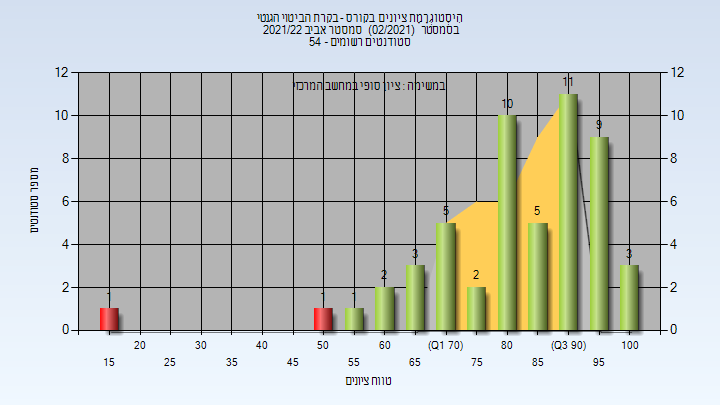 היסטוגרמת ציונים בקורס - בקרת הביטוי הגנטי
בסמסטר (02/2021) סמסטר אביב 2021/22
סטודנטים רשומים - 54
במשימה : ציון סופי במחשב המרכזי
מספר סטודנטים
12 12
10 10
8 8
6 6
4 4
2 2
0 0
1 1 1 2 3 5 2 10 5 11 9 3
20 30 40 50 60 (Q1 70) 80 (Q3 90) 100
15 25 35 45 55 65 75 85 95
טווח ציונים